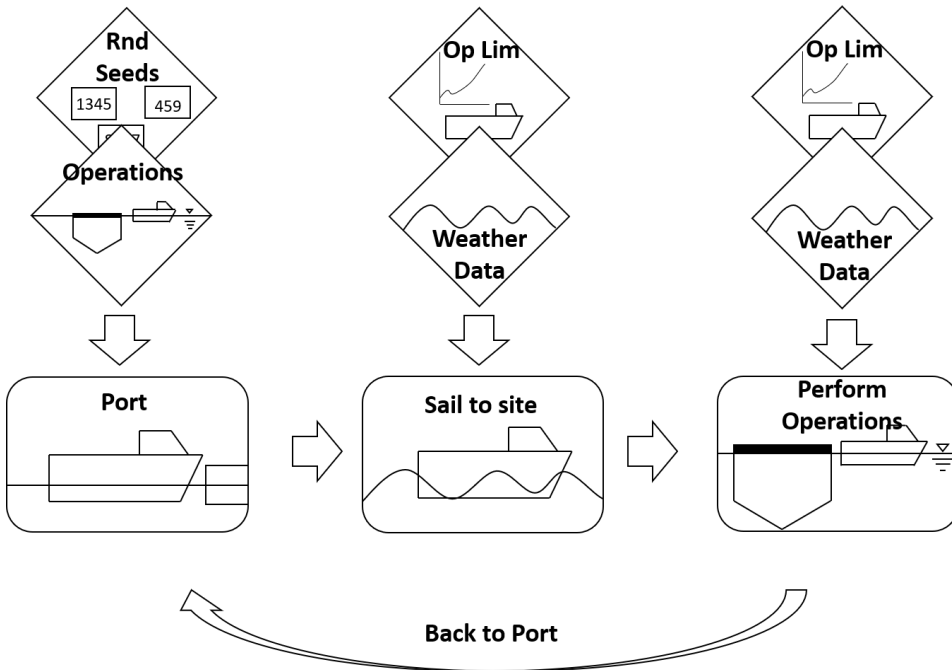 Rnd
Seeds
1345
459
Operations
Op Lim
Weather
Data
Op Lim
Weather
Data
Port
Sail to site
Perform
Operations
Back to Port